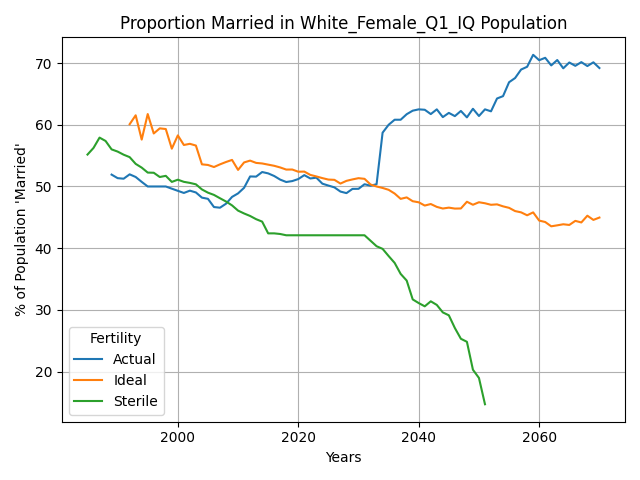 Proportion Married in White_Female_Q1_IQ Population
% of Population 'Married'
70
60
50
40
30
20
Fertility
Actual
Ideal
Sterile
2000 2020 2040 2060
Years